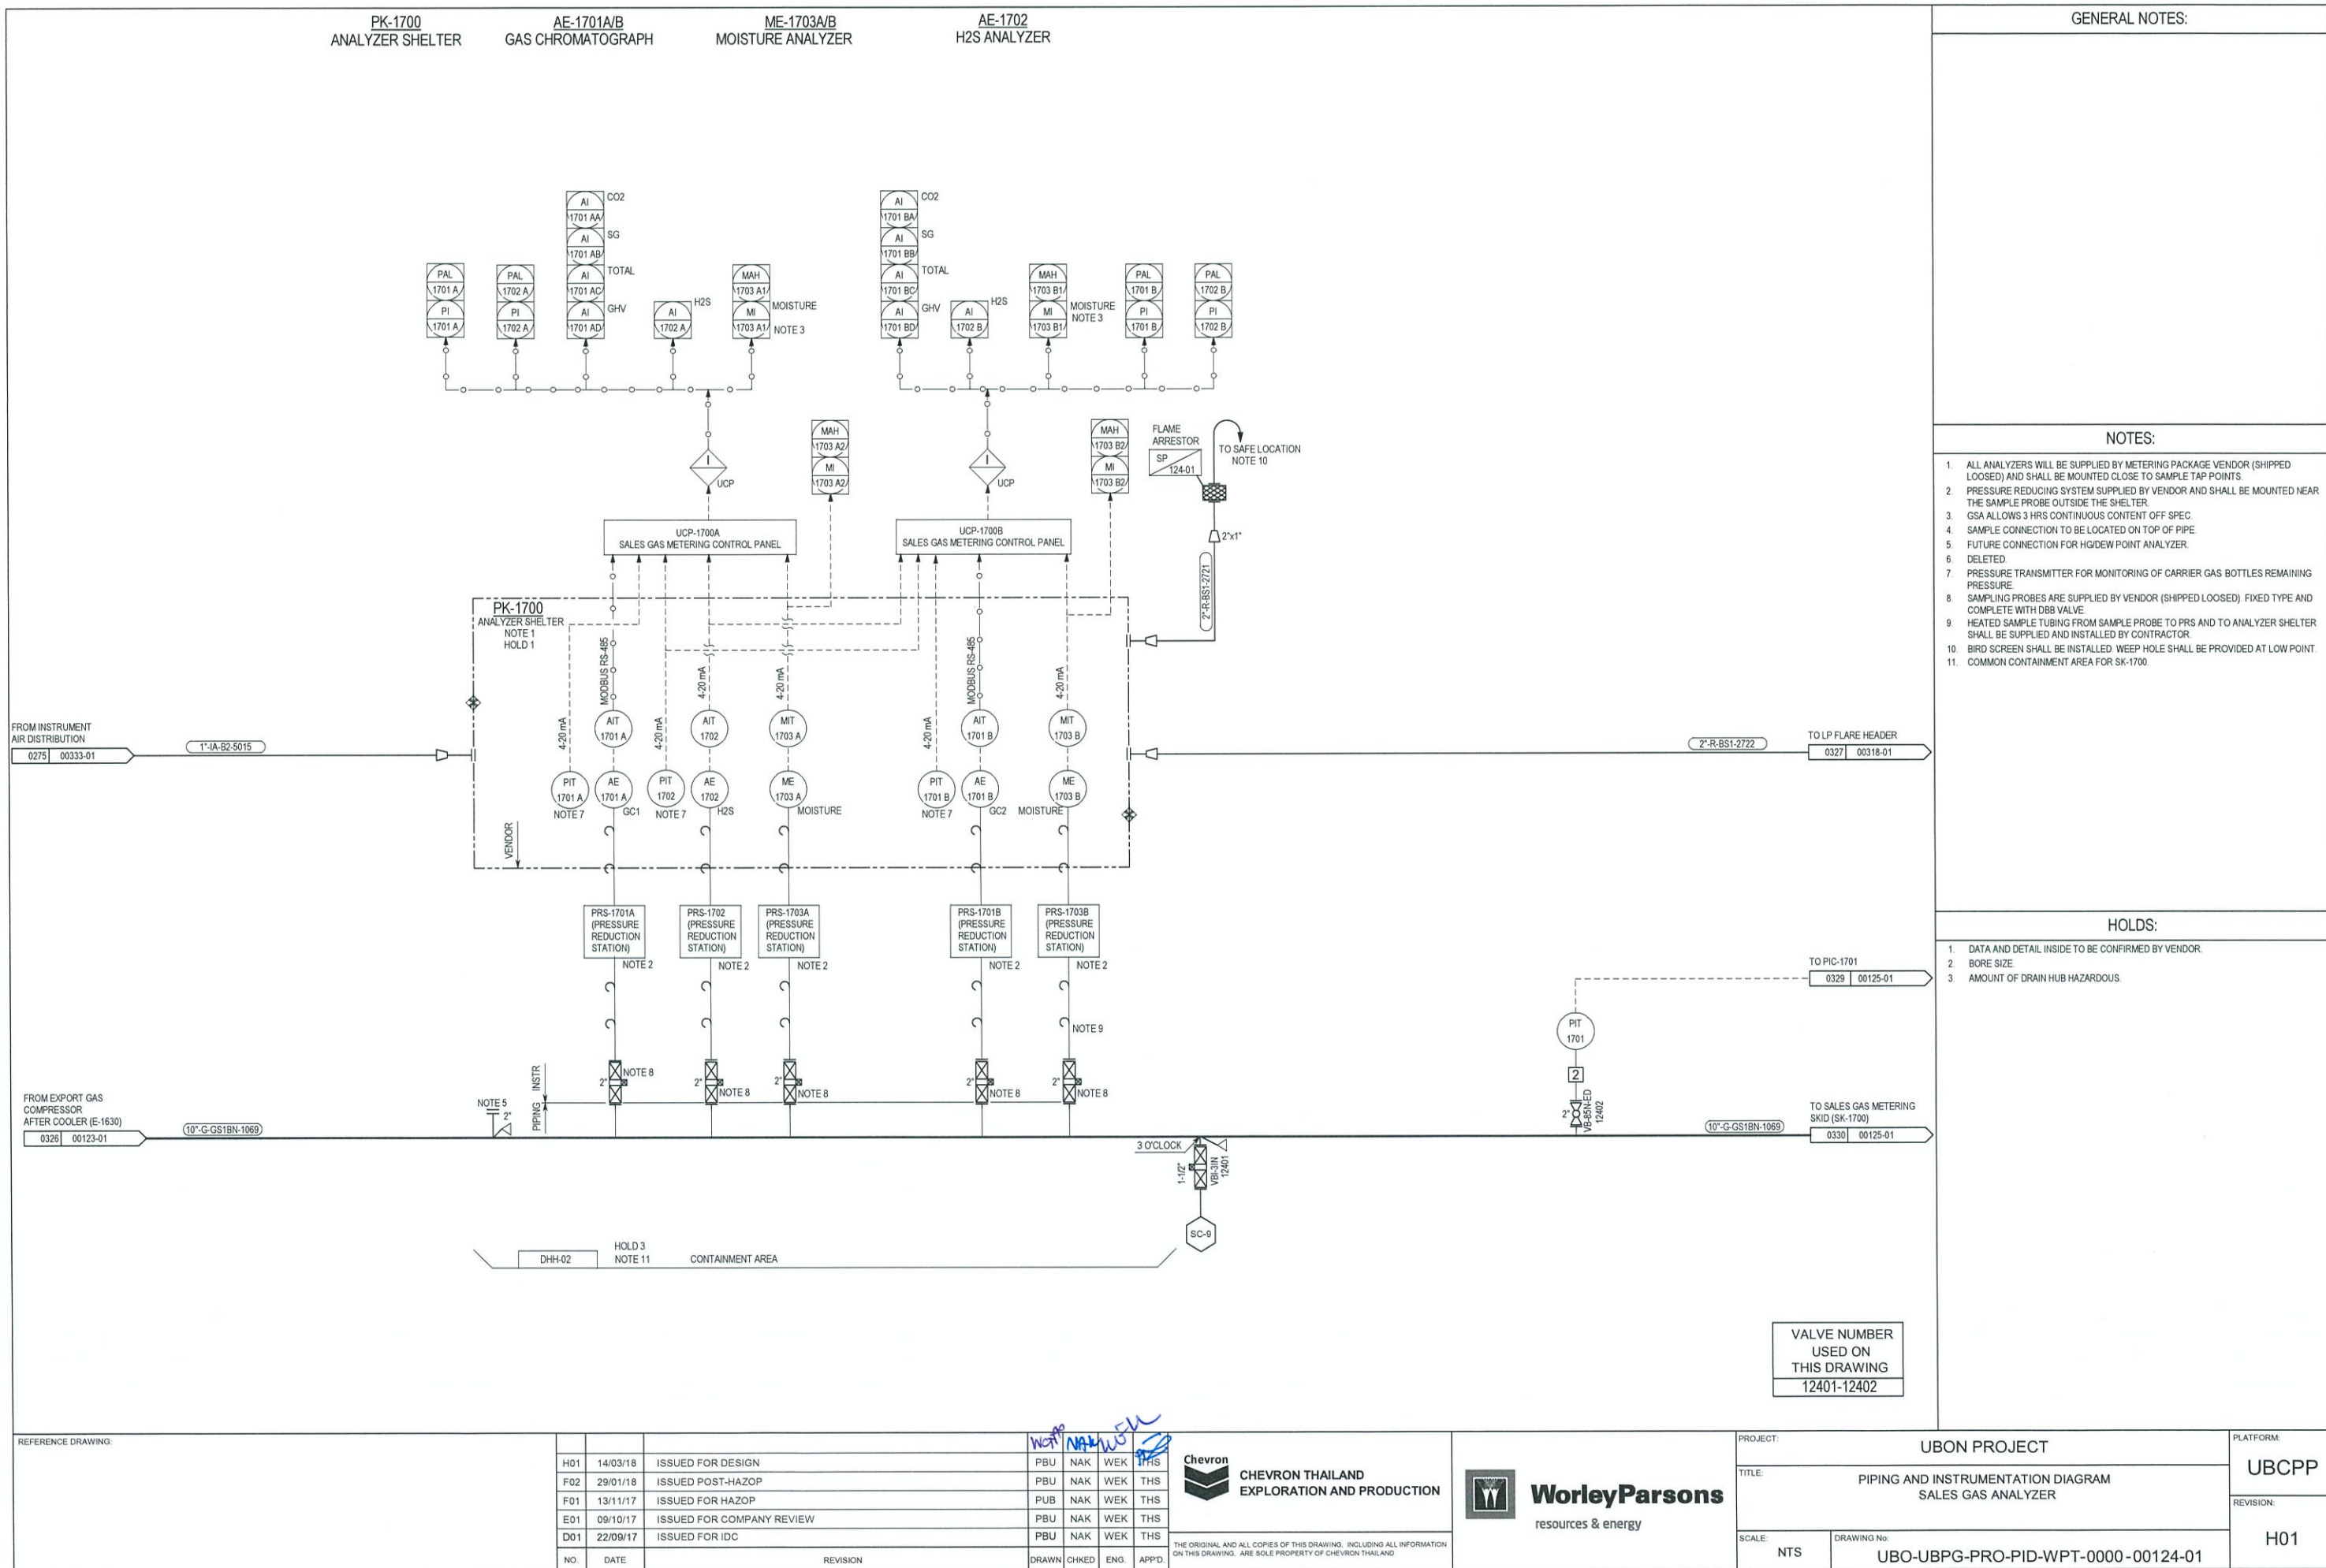 PK-1700
ANALYZER SHELTER
AE-1701A/B
GAS CHROMATOGRAPH
ME-1703A/B
MOISTURE ANALYZER
AE-1702
H2S ANALYZER
GENERAL NOTES:
NOTES:
1. ALL ANALYZERS WILL BE SUPPLIED BY METERING PACKAGE VENDOR (SHIPPED
LOOSED) AND SHALL BE MOUNTED CLOSE TO SAMPLE TAP POINTS.
2. PRESSURE REDUCING SYSTEM SUPPLIED BY VENDOR AND SHALL BE MOUNTED NEAR
THE SAMPLE PROBE OUTSIDE THE SHELTER.
3. GSA ALLOWS 3 HRS CONTINUOUS CONTENT OFF SPEC.
4. SAMPLE CONNECTION TO BE LOCATED ON TOP OF PIPE.
5. FUTURE CONNECTION FOR HG/DEW POINT ANALYZER.
6. DELETED.
7. PRESSURE TRANSMITTER FOR MONITORING OF CARRIER GAS BOTTLES REMAINING
PRESSURE.
8. SAMPLING PROBES ARE SUPPLIED BY VENDOR (SHIPPED LOOSED) FIXED TYPE AND
COMPLETE WITH DBB VALVE.
9. HEATED SAMPLE TUBING FROM SAMPLE PROBE TO PRS AND TO ANALYZER SHELTER
SHALL BE SUPPLIED AND INSTALLED BY CONTRACTOR.
10. BIRD SCREEN SHALL BE INSTALLED. WEEP HOLE SHALL BE PROVIDED AT LOW POINT.
11. COMMON CONTAINMENT AREA FOR SK-1700.
HOLDS:
1. DATA AND DETAIL INSIDE TO BE CONFIRMED BY VENDOR.
2. BORE SIZE.
3. AMOUNT OF DRAIN HUB HAZARDOUS.
PAL
1701 A
PI
1701 A
PAL
1702 A
PI
1702 A
AI
1701 AA
CO2
AI
1701 AB
SG
AI
1701 AC
TOTAL
AI
1701 AD
GHV
AI
1702 A
H2S
MAH
1703 A1
MI
1703 A1
MOISTURE
NOTE 3
AI
1701 BA
CO2
AI
1701 BB
SG
AI
1701 BC
TOTAL
AI
1701 BD
GHV
AI
1702 B
H2S
MAH
1703 B1
MI
1703 B1
MOISTURE
NOTE 3
PAL
1701 B
PI
1701 B
PAL
1702 B
PI
1702 B
I
UCP
MAH
1703 A2
MI
1703 A2
I
UCP
MAH
1703 B2
MI
1703 B2
FLAME
ARRESTOR
SP
124-01
TO SAFE LOCATION
NOTE 10
2"x1"
2"-R-BS1-2721
UCP-1700A
SALES GAS METERING CONTROL PANEL
UCP-1700B
SALES GAS METERING CONTROL PANEL
PK-1700
ANALYZER SHELTER
NOTE 1
HOLD 1
4-20 mA
MODBUS RS-485
4-20 mA
4-20 mA
4-20 mA
4-20 mA
MODBUS RS-485
4-20 mA
AIT
1701 A
AIT
1702
MIT
1703 A
AIT
1701 B
MIT
1703 B
PIT
1701 A
NOTE 7
AE
1701 A
GC1
PIT
1702
NOTE 7
AE
1702
H2S
ME
1703 A
MOISTURE
PIT
1701 B
NOTE 7
AE
1701 B
GC2
ME
1703 B
MOISTURE
VENDOR
FROM INSTRUMENT
AIR DISTRIBUTION
0275 00333-01
1"-IA-B2-5015
2"-R-BS1-2722
TO LP FLARE HEADER
0327 00318-01
PRS-1701A
(PRESSURE
REDUCTION
STATION)
NOTE 2
PRS-1702
(PRESSURE
REDUCTION
STATION)
NOTE 2
PRS-1703A
(PRESSURE
REDUCTION
STATION)
NOTE 2
PRS-1701B
(PRESSURE
REDUCTION
STATION)
NOTE 2
PRS-1703B
(PRESSURE
REDUCTION
STATION)
NOTE 2
NOTE 9
2"
NOTE 8
2"
NOTE 8
2"
NOTE 8
2"
NOTE 8
2"
NOTE 8
PIPING INSTR
NOTE 5
2"
FROM EXPORT GAS
COMPRESSOR
AFTER COOLER (E-1630)
0326 00123-01
10"-G-GS1BN-1069
3 O'CLOCK
1-1/2"
VBI-3IN
12401
SC-9
TO PIC-1701
0329 00125-01
PIT
1701
2
2"
VB-85N-ED
12402
10"-G-GS1BN-1069
TO SALES GAS METERING
SKID (SK-1700)
0330 00125-01
DHH-02
HOLD 3
NOTE 11
CONTAINMENT AREA
VALVE NUMBER
USED ON
THIS DRAWING
12401-12402
REFERENCE DRAWING:
H01 14/03/18 ISSUED FOR DESIGN PBU NAK WEK THS
F02 29/01/18 ISSUED POST-HAZOP PBU NAK WEK THS
F01 13/11/17 ISSUED FOR HAZOP PUB NAK WEK THS
E01 09/10/17 ISSUED FOR COMPANY REVIEW PBU NAK WEK THS
D01 22/09/17 ISSUED FOR IDC PBU NAK WEK THS
NO. DATE REVISION DRAWN CHKED ENG. APP'D.
Chevron
CHEVRON THAILAND
EXPLORATION AND PRODUCTION
THE ORIGINAL AND ALL COPIES OF THIS DRAWING, INCLUDING ALL INFORMATION
ON THIS DRAWING, ARE SOLE PROPERTY OF CHEVRON THAILAND
WorleyParsons
resources & energy
PROJECT: UBON PROJECT
TITLE: PIPING AND INSTRUMENTATION DIAGRAM
SALES GAS ANALYZER
SCALE: NTS
DRAWING No: UBO-UBPG-PRO-PID-WPT-0000-00124-01
PLATFORM: UBCPP
REVISION: H01